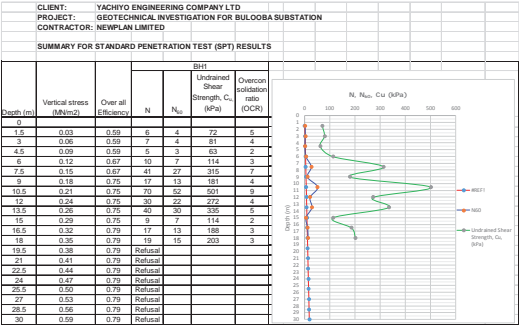 CLIENT: YACHIYO ENGINEERING COMPANY LTD
PROJECT: GEOTECHNICAL INVESTIGATION FOR BULOOBA SUBSTATION
CONTRACTOR: NEWPLAN LIMITED
SUMMARY FOR STANDARD PENETRATION TEST (SPT) RESULTS
BH1
Depth (m) Vertical stress (MN/m2) Over all Efficiency N N60 Undrained Shear Strength, Cu, (kPa) Overcon solidation ratio (OCR)
0
1.5 0.03 0.59 6 4 72 5
3 0.06 0.59 7 4 81 4
4.5 0.09 0.59 5 3 63 2
6 0.12 0.67 10 7 114 3
7.5 0.15 0.67 41 27 315 7
9 0.18 0.75 17 13 181 4
10.5 0.21 0.75 70 52 501 9
12 0.24 0.75 30 22 272 4
13.5 0.26 0.75 40 30 335 5
15 0.29 0.75 9 7 114 2
16.5 0.32 0.79 17 13 188 3
18 0.35 0.79 19 15 203 3
19.5 0.38 0.79 Refusal
21 0.41 0.79 Refusal
22.5 0.44 0.79 Refusal
24 0.47 0.79 Refusal
25.5 0.50 0.79 Refusal
27 0.53 0.79 Refusal
28.5 0.56 0.79 Refusal
30 0.59 0.79 Refusal
N, N60, Cu (kPa)
0 100 200 300 400 500 600
Depth (m)
0
1
2
3
4
5
6
7
8
9
10
11
12
13
14
15
16
17
18
19
20
21
22
23
24
25
26
27
28
29
30
#REF!
N60
Undrained Shear
Strength, Cu,
(kPa)